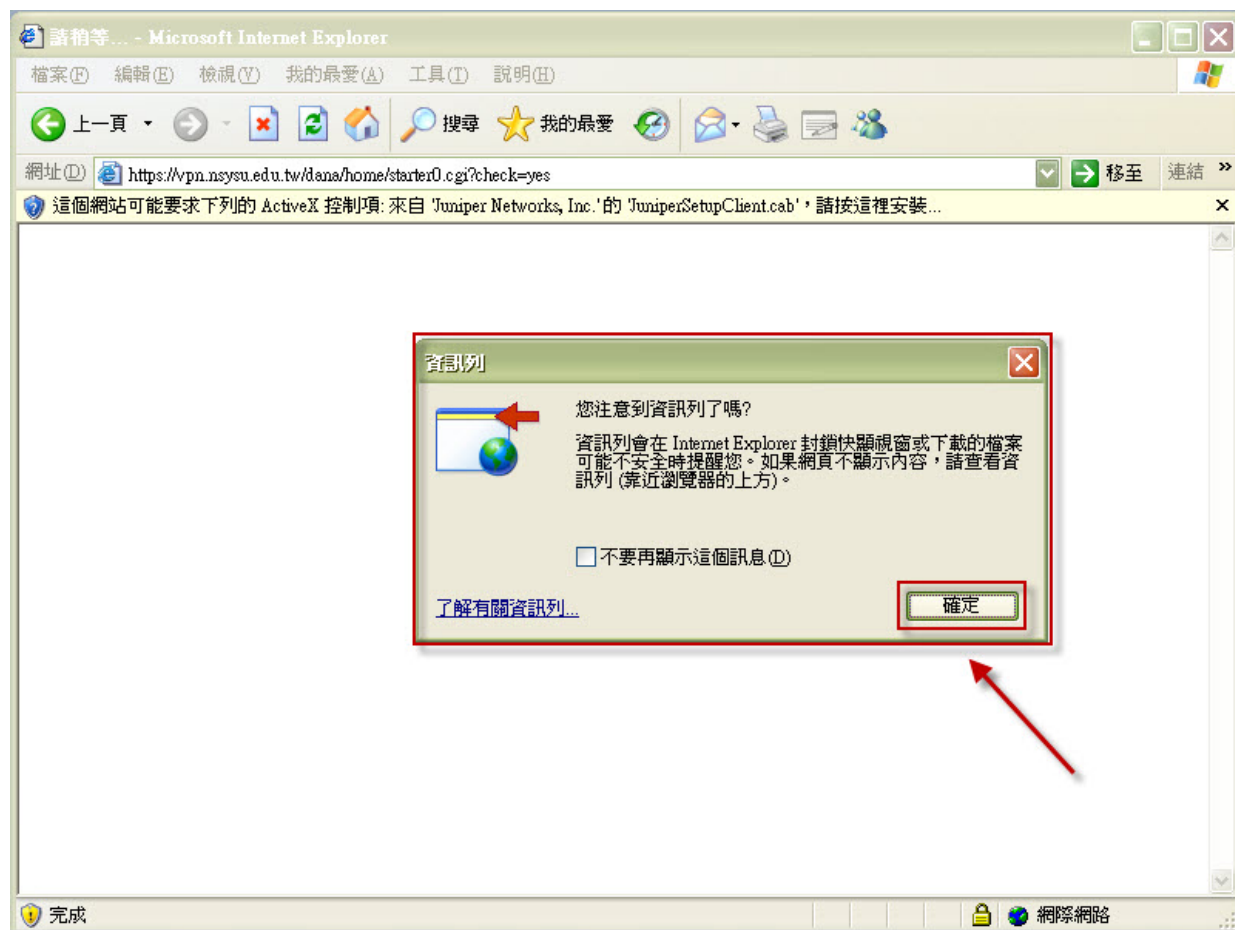 請稍等... - Microsoft Internet Explorer
檔案(F) 編輯(E) 檢視(V) 我的最愛(A) 工具(T) 說明(H)
上一頁 搜尋 我的最愛
網址(D) https://vpn.nsysu.edu.tw/dana/home/starter0.cgi?check=yes 移至 連結 »
這個網站可能要求下列的 ActiveX 控制項: 來自 'Juniper Networks, Inc.'的 'JuniperSetupClient.cab'，請按這裡安裝...
資訊列
您注意到資訊列了嗎?
資訊列會在 Internet Explorer 封鎖快顯視窗或下載的檔案
可能不安全時提醒您。如果網頁不顯示內容，請查看資
訊列 (靠近瀏覽器的上方)。
不要再顯示這個訊息(D)
了解有關資訊列...
確定
完成
網際網路